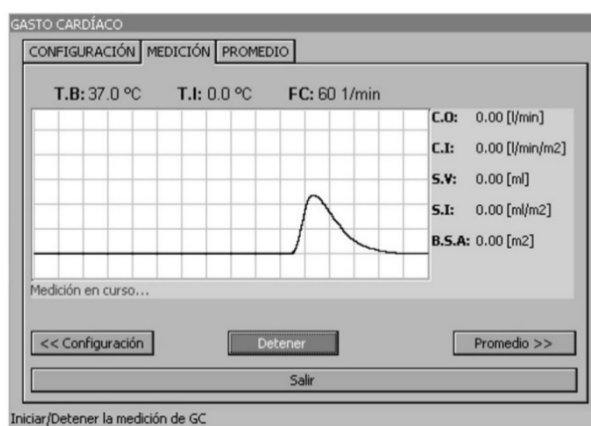 GASTO CARDÍACO
CONFIGURACIÓN MEDICIÓN PROMEDIO
T.B: 37.0 ºC T.I: 0.0 ºC FC: 60 1/min
C.O: 0.00 [l/min]
C.I: 0.00 [l/min/m2]
S.V: 0.00 [ml]
S.I: 0.00 [ml/m2]
B.S.A: 0.00 [m2]
Medición en curso...
<< Configuración Detener Promedio >>
Salir
Iniciar/Detener la medición de GC